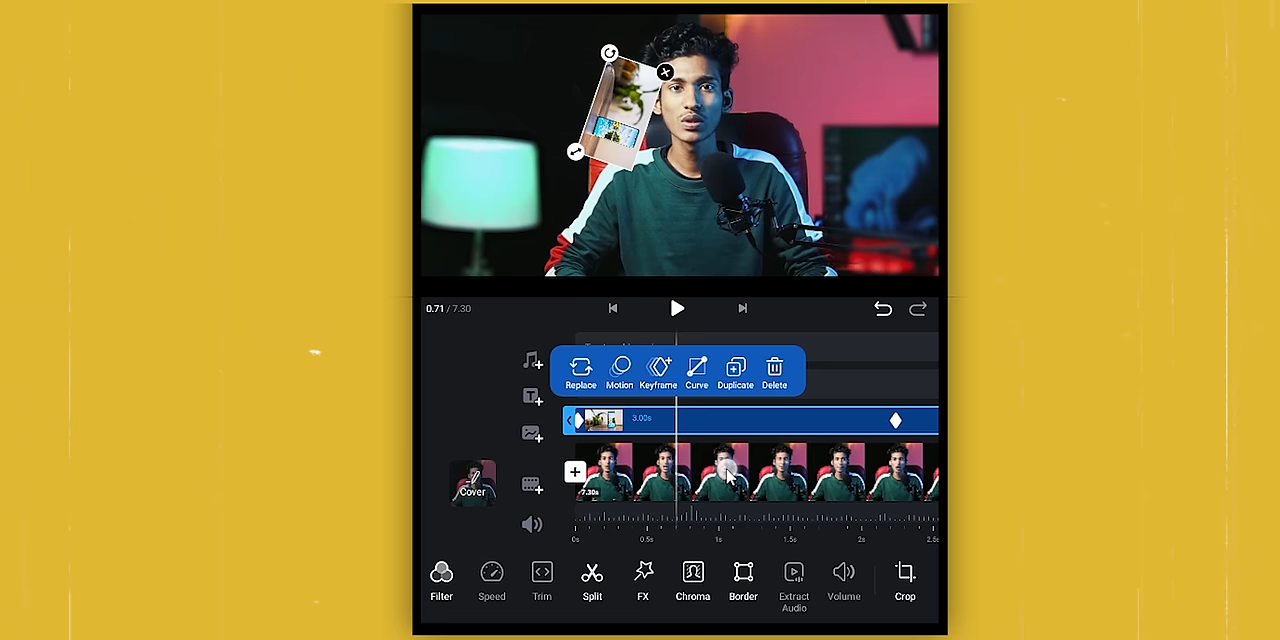 0.71 / 7.30
Replace Motion Keyframe Curve Duplicate Delete
3.00s
Cover
7.30s
0s 0.5s 1s 1.5s 2s 2.5s
Filter Speed Trim Split FX Chroma Border Extract Audio Volume Crop